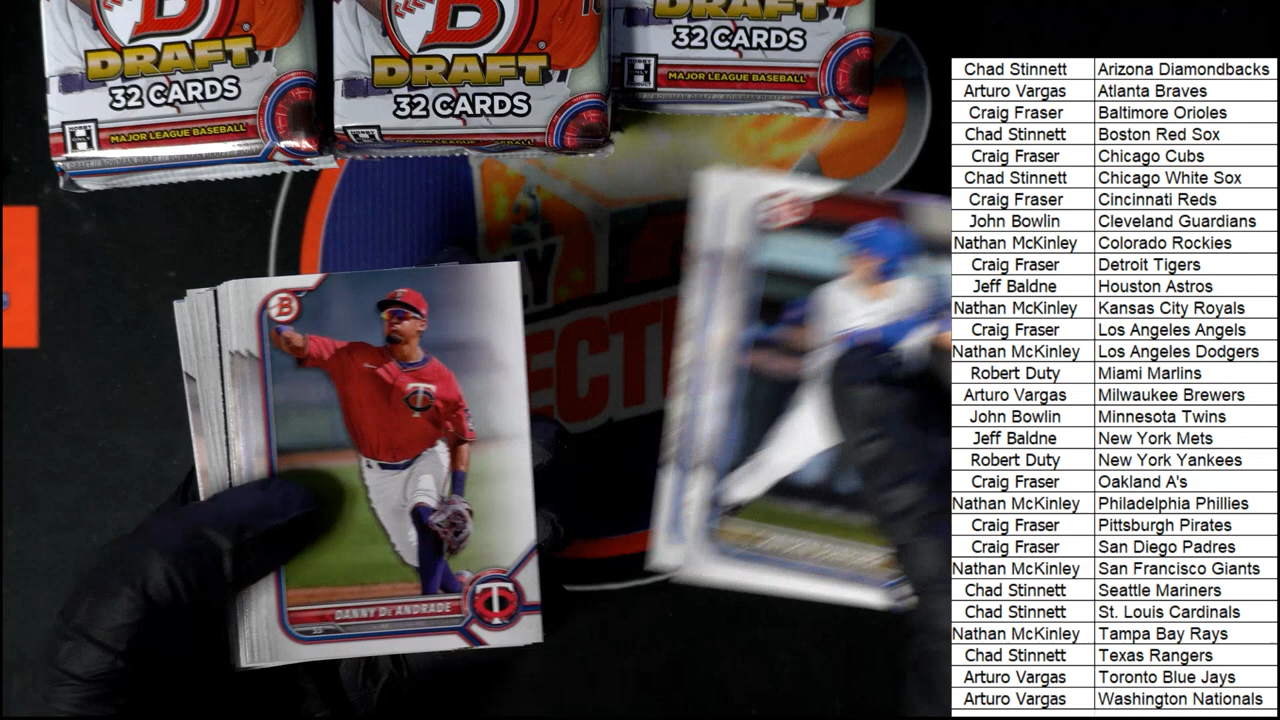 DRAFT
32 CARDS
HOBBY ONLY
MAJOR LEAGUE BASEBALL
DRAFT
32 CARDS
HOBBY
DRAFT
32 CARDS
HOBBY ONLY
MAJOR LEAGUE BASEBALL
B
DANNY DE ANDRADE
SS
Chad Stinnett Arizona Diamondbacks
Arturo Vargas Atlanta Braves
Craig Fraser Baltimore Orioles
Chad Stinnett Boston Red Sox
Craig Fraser Chicago Cubs
Chad Stinnett Chicago White Sox
Craig Fraser Cincinnati Reds
John Bowlin Cleveland Guardians
Nathan McKinley Colorado Rockies
Craig Fraser Detroit Tigers
Jeff Baldne Houston Astros
Nathan McKinley Kansas City Royals
Craig Fraser Los Angeles Angels
Nathan McKinley Los Angeles Dodgers
Robert Duty Miami Marlins
Arturo Vargas Milwaukee Brewers
John Bowlin Minnesota Twins
Jeff Baldne New York Mets
Robert Duty New York Yankees
Craig Fraser Oakland A's
Nathan McKinley Philadelphia Phillies
Craig Fraser Pittsburgh Pirates
Craig Fraser San Diego Padres
Nathan McKinley San Francisco Giants
Chad Stinnett Seattle Mariners
Chad Stinnett St. Louis Cardinals
Nathan McKinley Tampa Bay Rays
Chad Stinnett Texas Rangers
Arturo Vargas Toronto Blue Jays
Arturo Vargas Washington Nationals